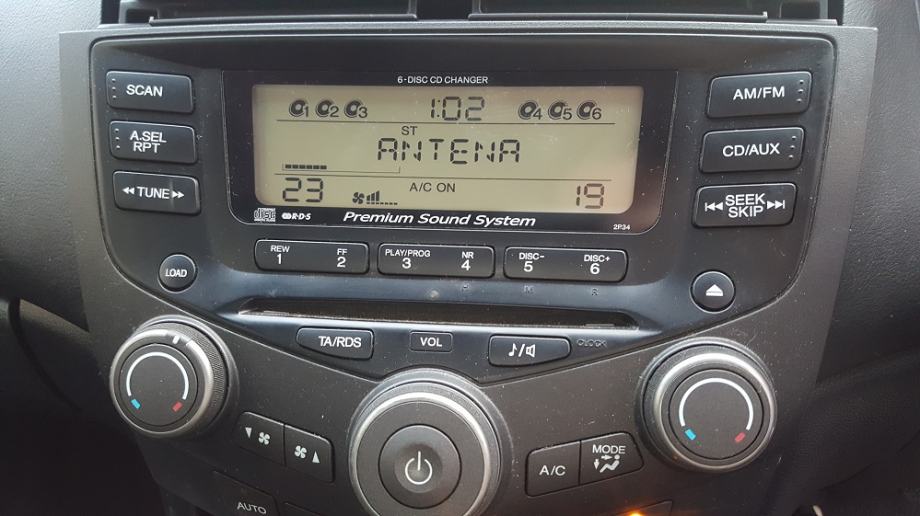 6-DISC CD CHANGER
SCAN
AM/FM
1 2 3 1:02 4 5 6
ST
A.SEL
RPT
ANTENA
CD/AUX
TUNE
23 A/C ON 19
SEEK
SKIP
disc R·D·S Premium Sound System 2P34
REW FF PLAY/PROG NR DISC- DISC+
1 2 3 4 5 6
LOAD
H M R
TA/RDS VOL CLOCK
A/C MODE
AUTO